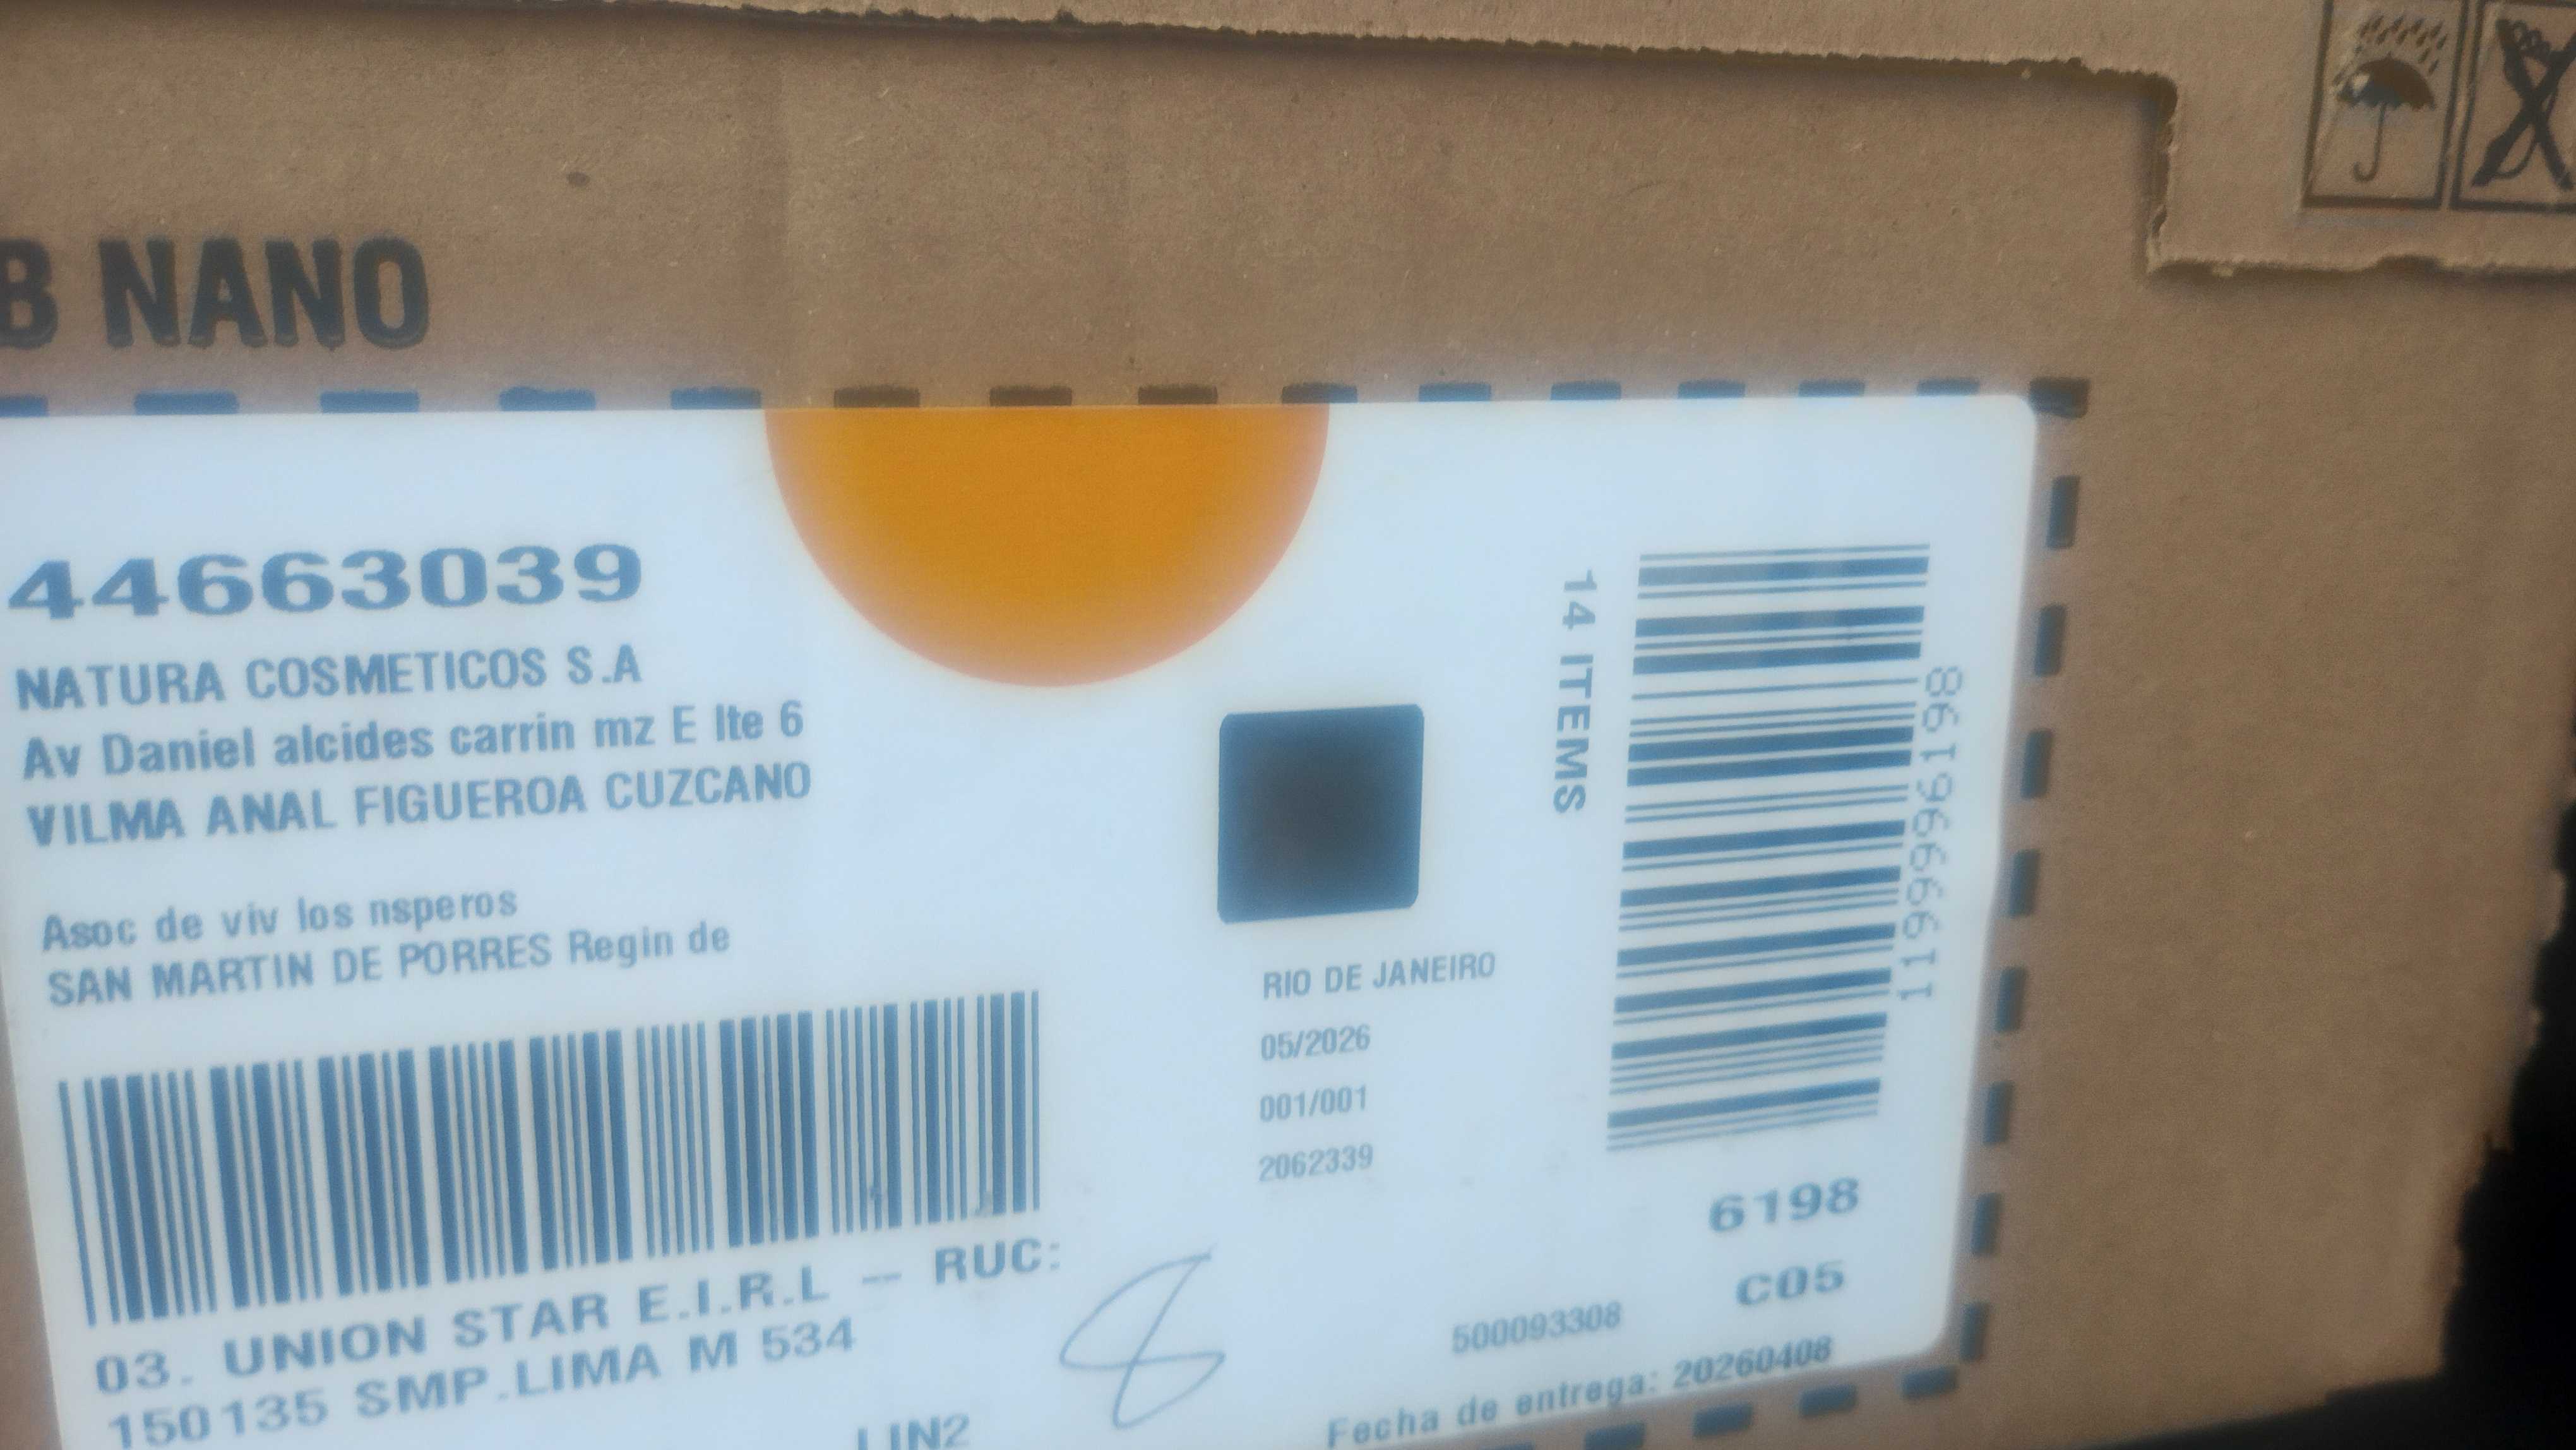 B NANO
44663039
NATURA COSMETICOS S.A
Av Daniel alcides carrin mz E lte 6
VILMA ANAL FIGUEROA CUZCANO
Asoc de viv los nsperos
SAN MARTIN DE PORRES Regin de
03. UNION STAR E.I.R.L -- RUC:
150135 SMP.LIMA M 534
LIN2
8
RIO DE JANEIRO
05/2026
001/001
2062339
14 ITEMS
119999996198
6198
C05
500093308
Fecha de entrega: 20260408